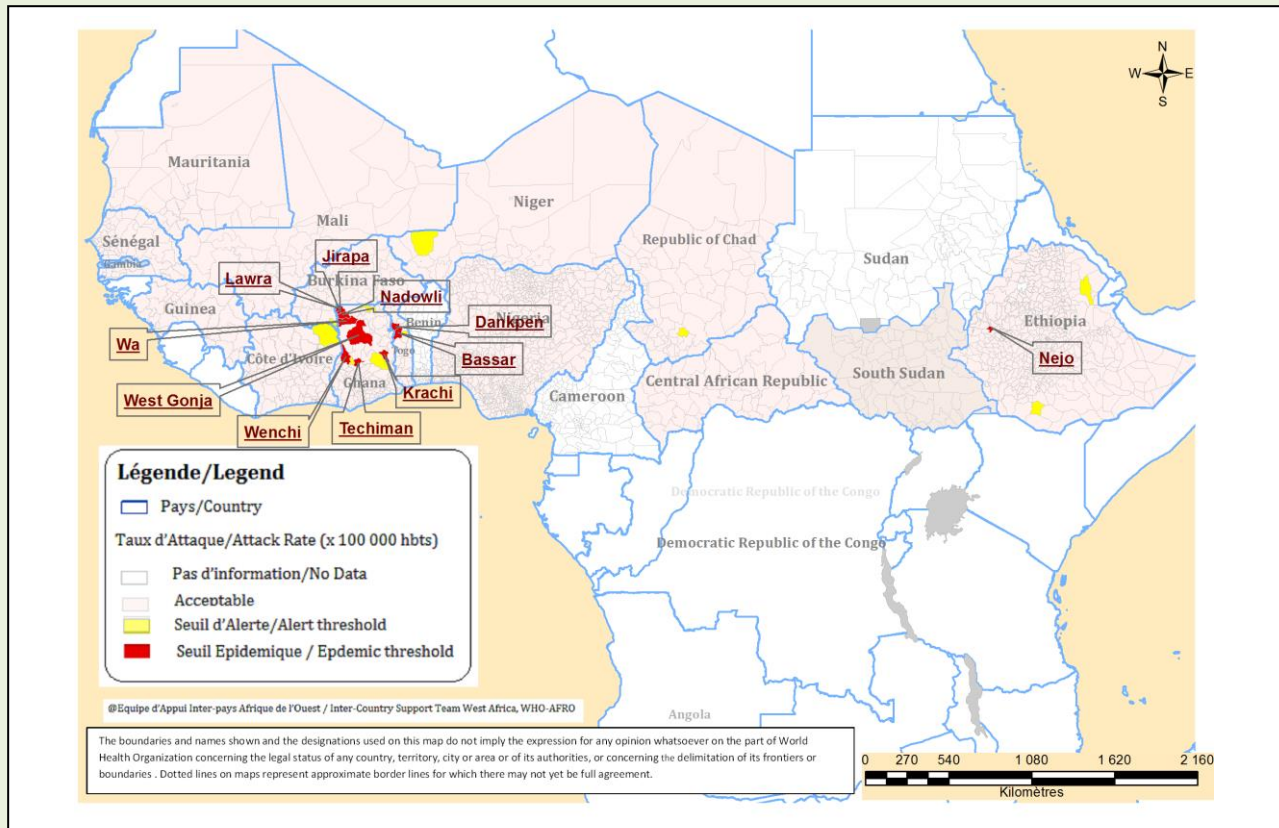 N
W E
S
Mauritania
Mali
Niger
Republic of Chad
Sudan
Sénégal
Gambia
Jirapa
Lawra
Burkina Faso
Nadowli
Guinea
Nigeria
Benin
Dankpen
Ethiopia
Wa
Côte d'Ivoire
Togo
Bassar
Nejo
South Sudan
Ghana
Krachi
Central African Republic
West Gonja
Cameroon
Wenchi
Techiman
Légende/Legend
Pays/Country
Taux d'Attaque/Attack Rate (x 100 000 hbts)
Pas d'information/No Data
Acceptable
Seuil d'Alerte/Alert threshold
Seuil Epidemique / Epdemic threshold
Democratic Republic of the Congo
Democratic Republic of the Congo
Angola
@Equipe d'Appui Inter-pays Afrique de l'Ouest / Inter-Country Support Team West Africa, WHO-AFRO
The boundaries and names shown and the designations used on this map do not imply the expression for any opinion whatsoever on the part of World
Health Organization concerning the legal status of any country, territory, city or area or of its authorities, or concerning the delimitation of its frontiers or
boundaries . Dotted lines on maps represent approximate border lines for which there may not yet be full agreement.
0 270 540 1 080 1 620 2 160
Kilomètres